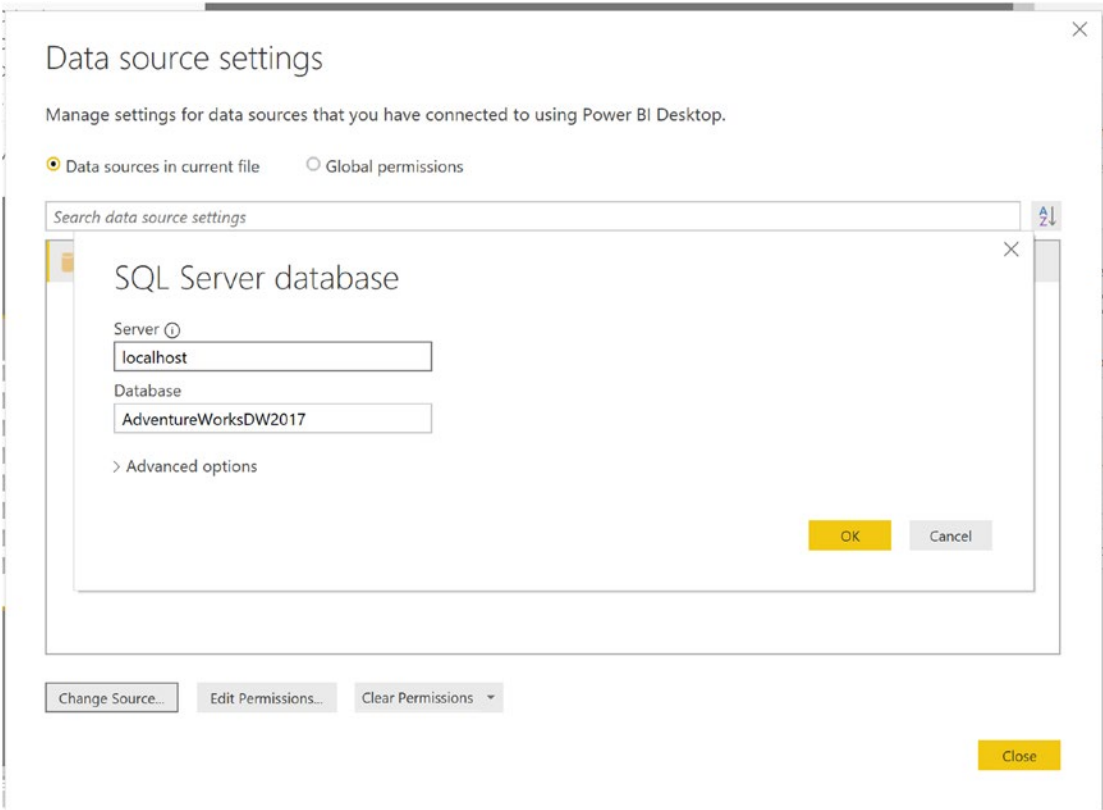 Data source settings
Manage settings for data sources that you have connected to using Power BI Desktop.
Data sources in current file
Global permissions
Search data source settings
AZ
SQL Server database
Server
localhost
Database
AdventureWorksDW2017
Advanced options
OK
Cancel
Change Source...
Edit Permissions...
Clear Permissions
Close